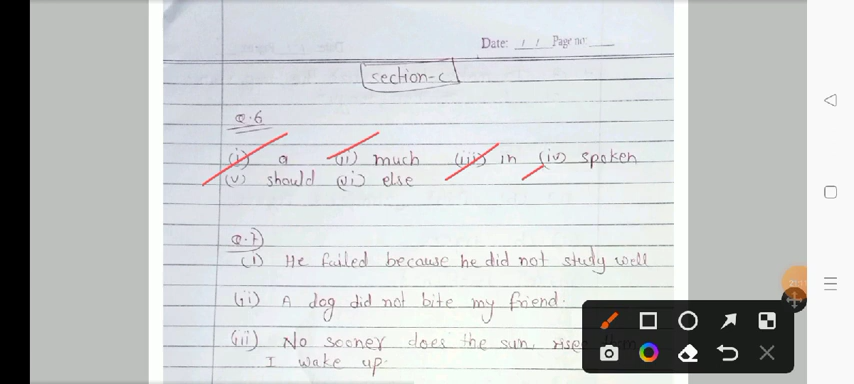 Date: / / Page no:
section-c
Q.6
(i) a (ii) much (iii) in (iv) spoken
(v) should (vi) else
Q.7
(i) He failed because he did not study well
(ii) A dog did not bite my friend.
(iii) No sooner does the sun rise
I wake up.